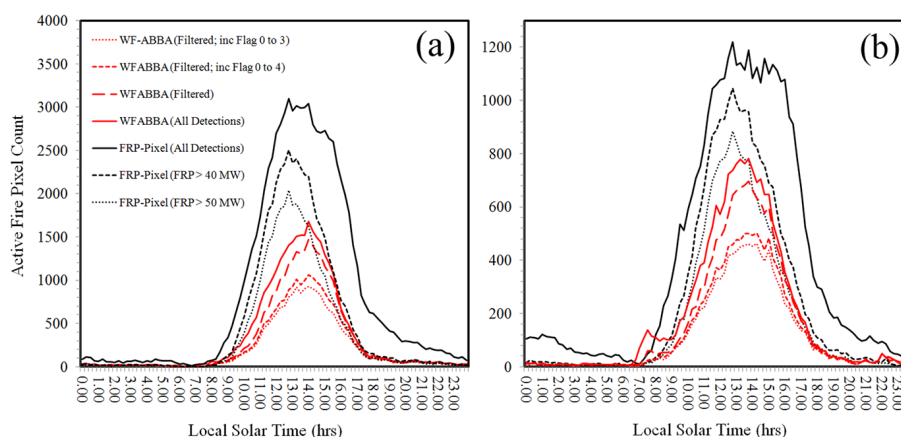 4000
3500
3000
2500
2000
1500
1000
500
0
Active Fire Pixel Count
(a)
WF-ABBA (Filtered; inc Flag 0 to 3)
WFABBA (Filtered; inc Flag 0 to 4)
WFABBA (Filtered)
WFABBA (All Detections)
FRP-Pixel (All Detections)
FRP-Pixel (FRP > 40 MW)
FRP-Pixel (FRP > 50 MW)
0.00 1.00 2.00 3.00 4.00 5.00 6.00 7.00 8.00 9.00 10.00 11.00 12.00 13.00 14.00 15.00 16.00 17.00 18.00 19.00 20.00 21.00 22.00 23.00
Local Solar Time (hrs)
1200
1000
800
600
400
200
0
(b)
0.00 1.00 2.00 3.00 4.00 5.00 6.00 7.00 8.00 9.00 10.00 11.00 12.00 13.00 14.00 15.00 16.00 17.00 18.00 19.00 20.00 21.00 22.00 23.00
Local Solar Time (hrs)